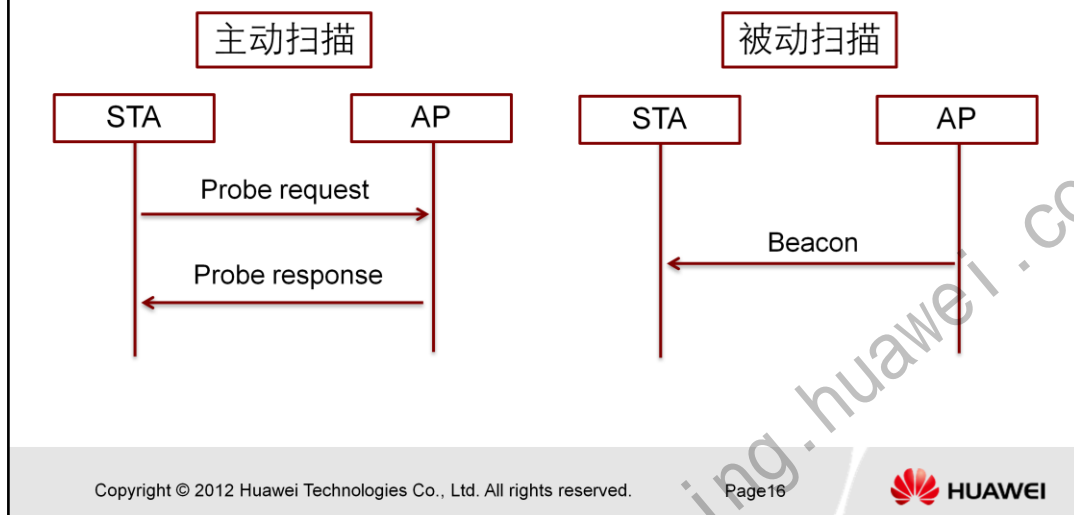 主动扫描
被动扫描
STA
AP
STA
AP
Probe request
Probe response
Beacon
ing.huawei.co
Copyright © 2012 Huawei Technologies Co., Ltd. All rights reserved.
Page16
HUAWEI